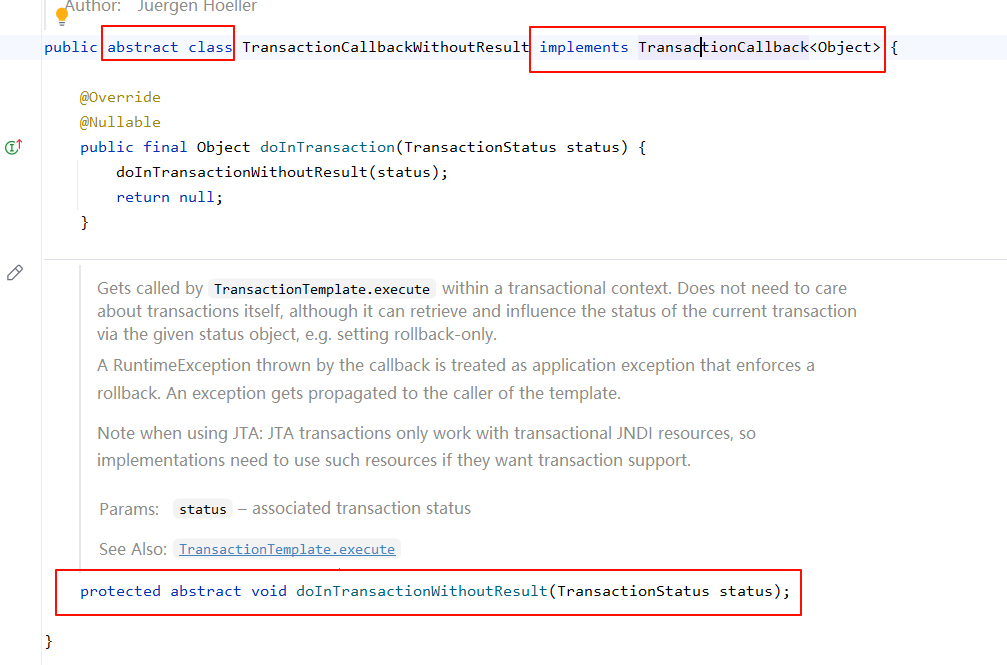 Author: Juergen Hoeller
public abstract class TransactionCallbackWithoutResult implements TransactionCallback<Object> {
@Override
@Nullable
public final Object doInTransaction(TransactionStatus status) {
doInTransactionWithoutResult(status);
return null;
}
Gets called by TransactionTemplate.execute within a transactional context. Does not need to care
about transactions itself, although it can retrieve and influence the status of the current transaction
via the given status object, e.g. setting rollback-only.
A RuntimeException thrown by the callback is treated as application exception that enforces a
rollback. An exception gets propagated to the caller of the template.
Note when using JTA: JTA transactions only work with transactional JNDI resources, so
implementations need to use such resources if they want transaction support.
Params: status – associated transaction status
See Also: TransactionTemplate.execute
protected abstract void doInTransactionWithoutResult(TransactionStatus status);
}